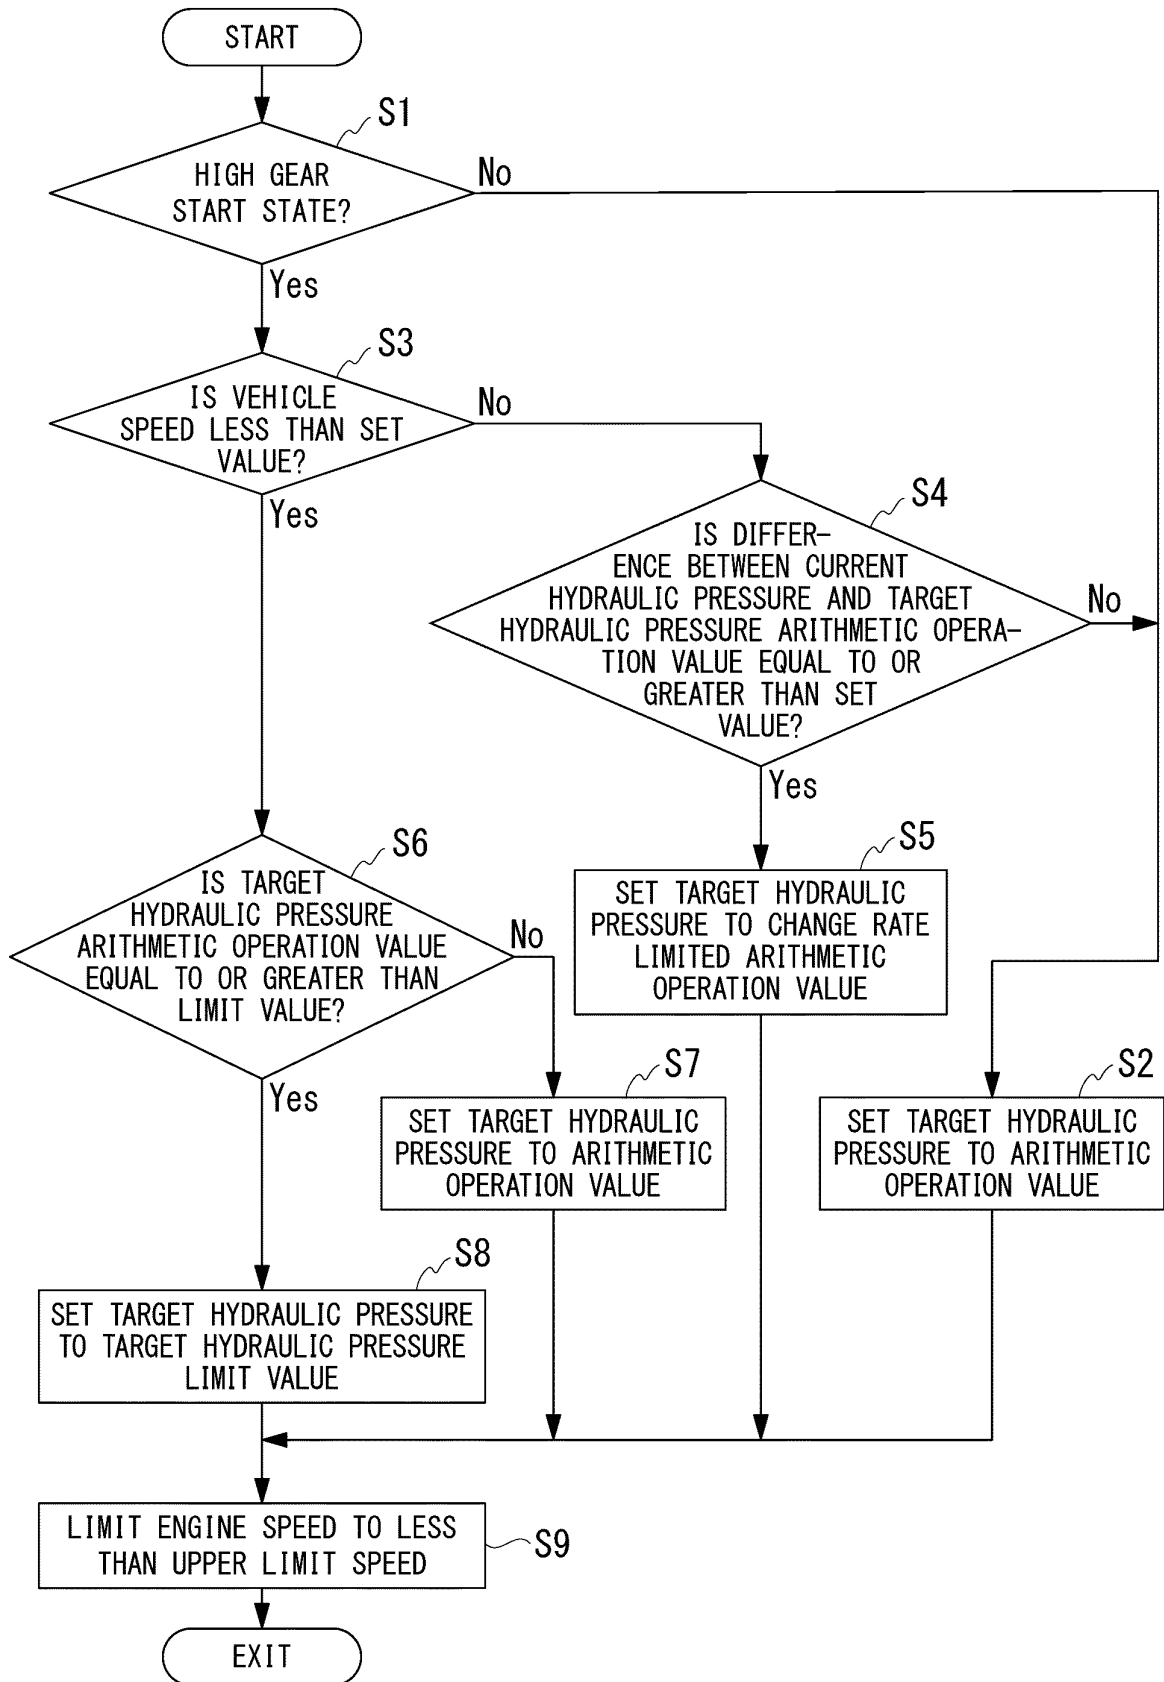 START
S1
HIGH GEAR
START STATE?
No
Yes
S3
IS VEHICLE
SPEED LESS THAN SET
VALUE?
No
Yes
S4
IS DIFFER-
ENCE BETWEEN CURRENT
HYDRAULIC PRESSURE AND TARGET
HYDRAULIC PRESSURE ARITHMETIC OPERA-
TION VALUE EQUAL TO OR
GREATER THAN SET
VALUE?
No
Yes
S6
IS TARGET
HYDRAULIC PRESSURE
ARITHMETIC OPERATION VALUE
EQUAL TO OR GREATER THAN
LIMIT VALUE?
No
Yes
S5
SET TARGET HYDRAULIC
PRESSURE TO CHANGE RATE
LIMITED ARITHMETIC
OPERATION VALUE
S7
SET TARGET HYDRAULIC
PRESSURE TO ARITHMETIC
OPERATION VALUE
S2
SET TARGET HYDRAULIC
PRESSURE TO ARITHMETIC
OPERATION VALUE
S8
SET TARGET HYDRAULIC PRESSURE
TO TARGET HYDRAULIC PRESSURE
LIMIT VALUE
LIMIT ENGINE SPEED TO LESS
THAN UPPER LIMIT SPEED
S9
EXIT